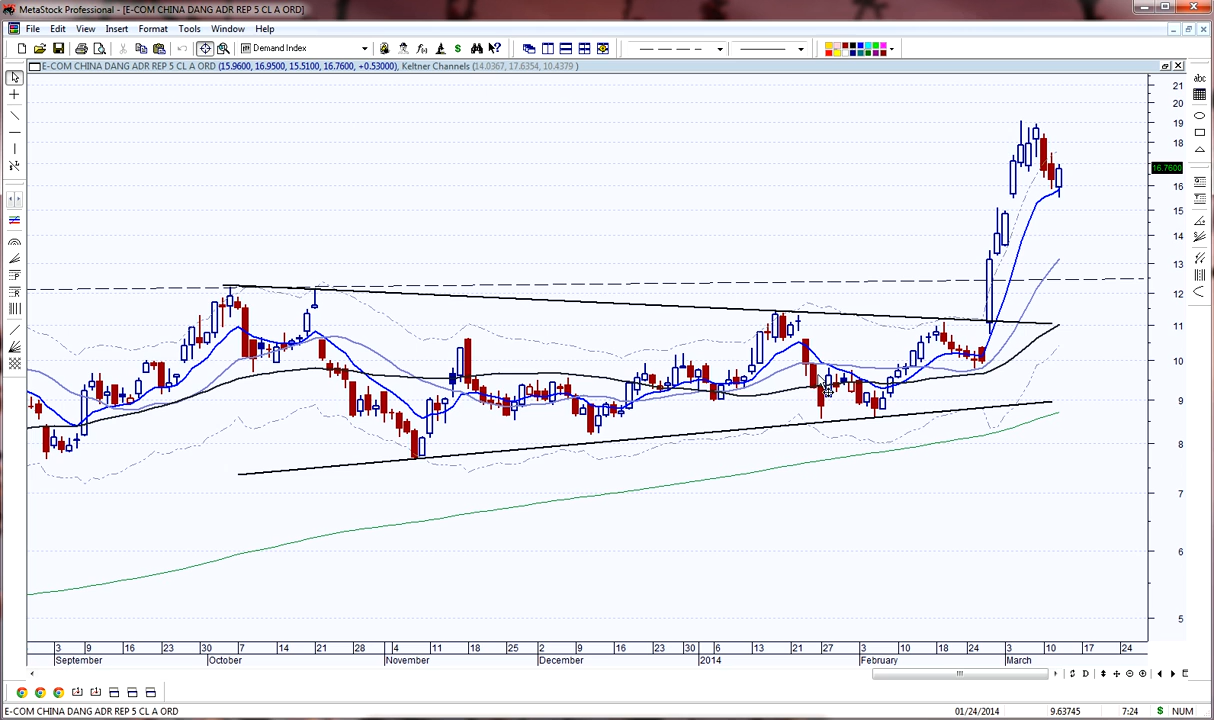 MetaStock Professional - [E-COM CHINA DANG ADR REP 5 CL A ORD]
File Edit View Insert Format Tools Window Help
Demand Index
E-COM CHINA DANG ADR REP 5 CL A ORD (15.9600, 16.9500, 15.5100, 16.7600, +0.53000), Keltner Channels (14.0367, 17.6354, 10.4379 )
abc
21
20
19
18
16.7600
16
15
14
13
12
11
10
9
8
7
6
5
3 9 16 23 30 7 14 21 28 4 11 18 25 2 9 16 23 30 6 13 21 27 3 10 18 24 3 10 17 24
September October November December 2014 February March
D
E-COM CHINA DANG ADR REP 5 CL A ORD 01/24/2014 9.63745 7:24 $ NUM